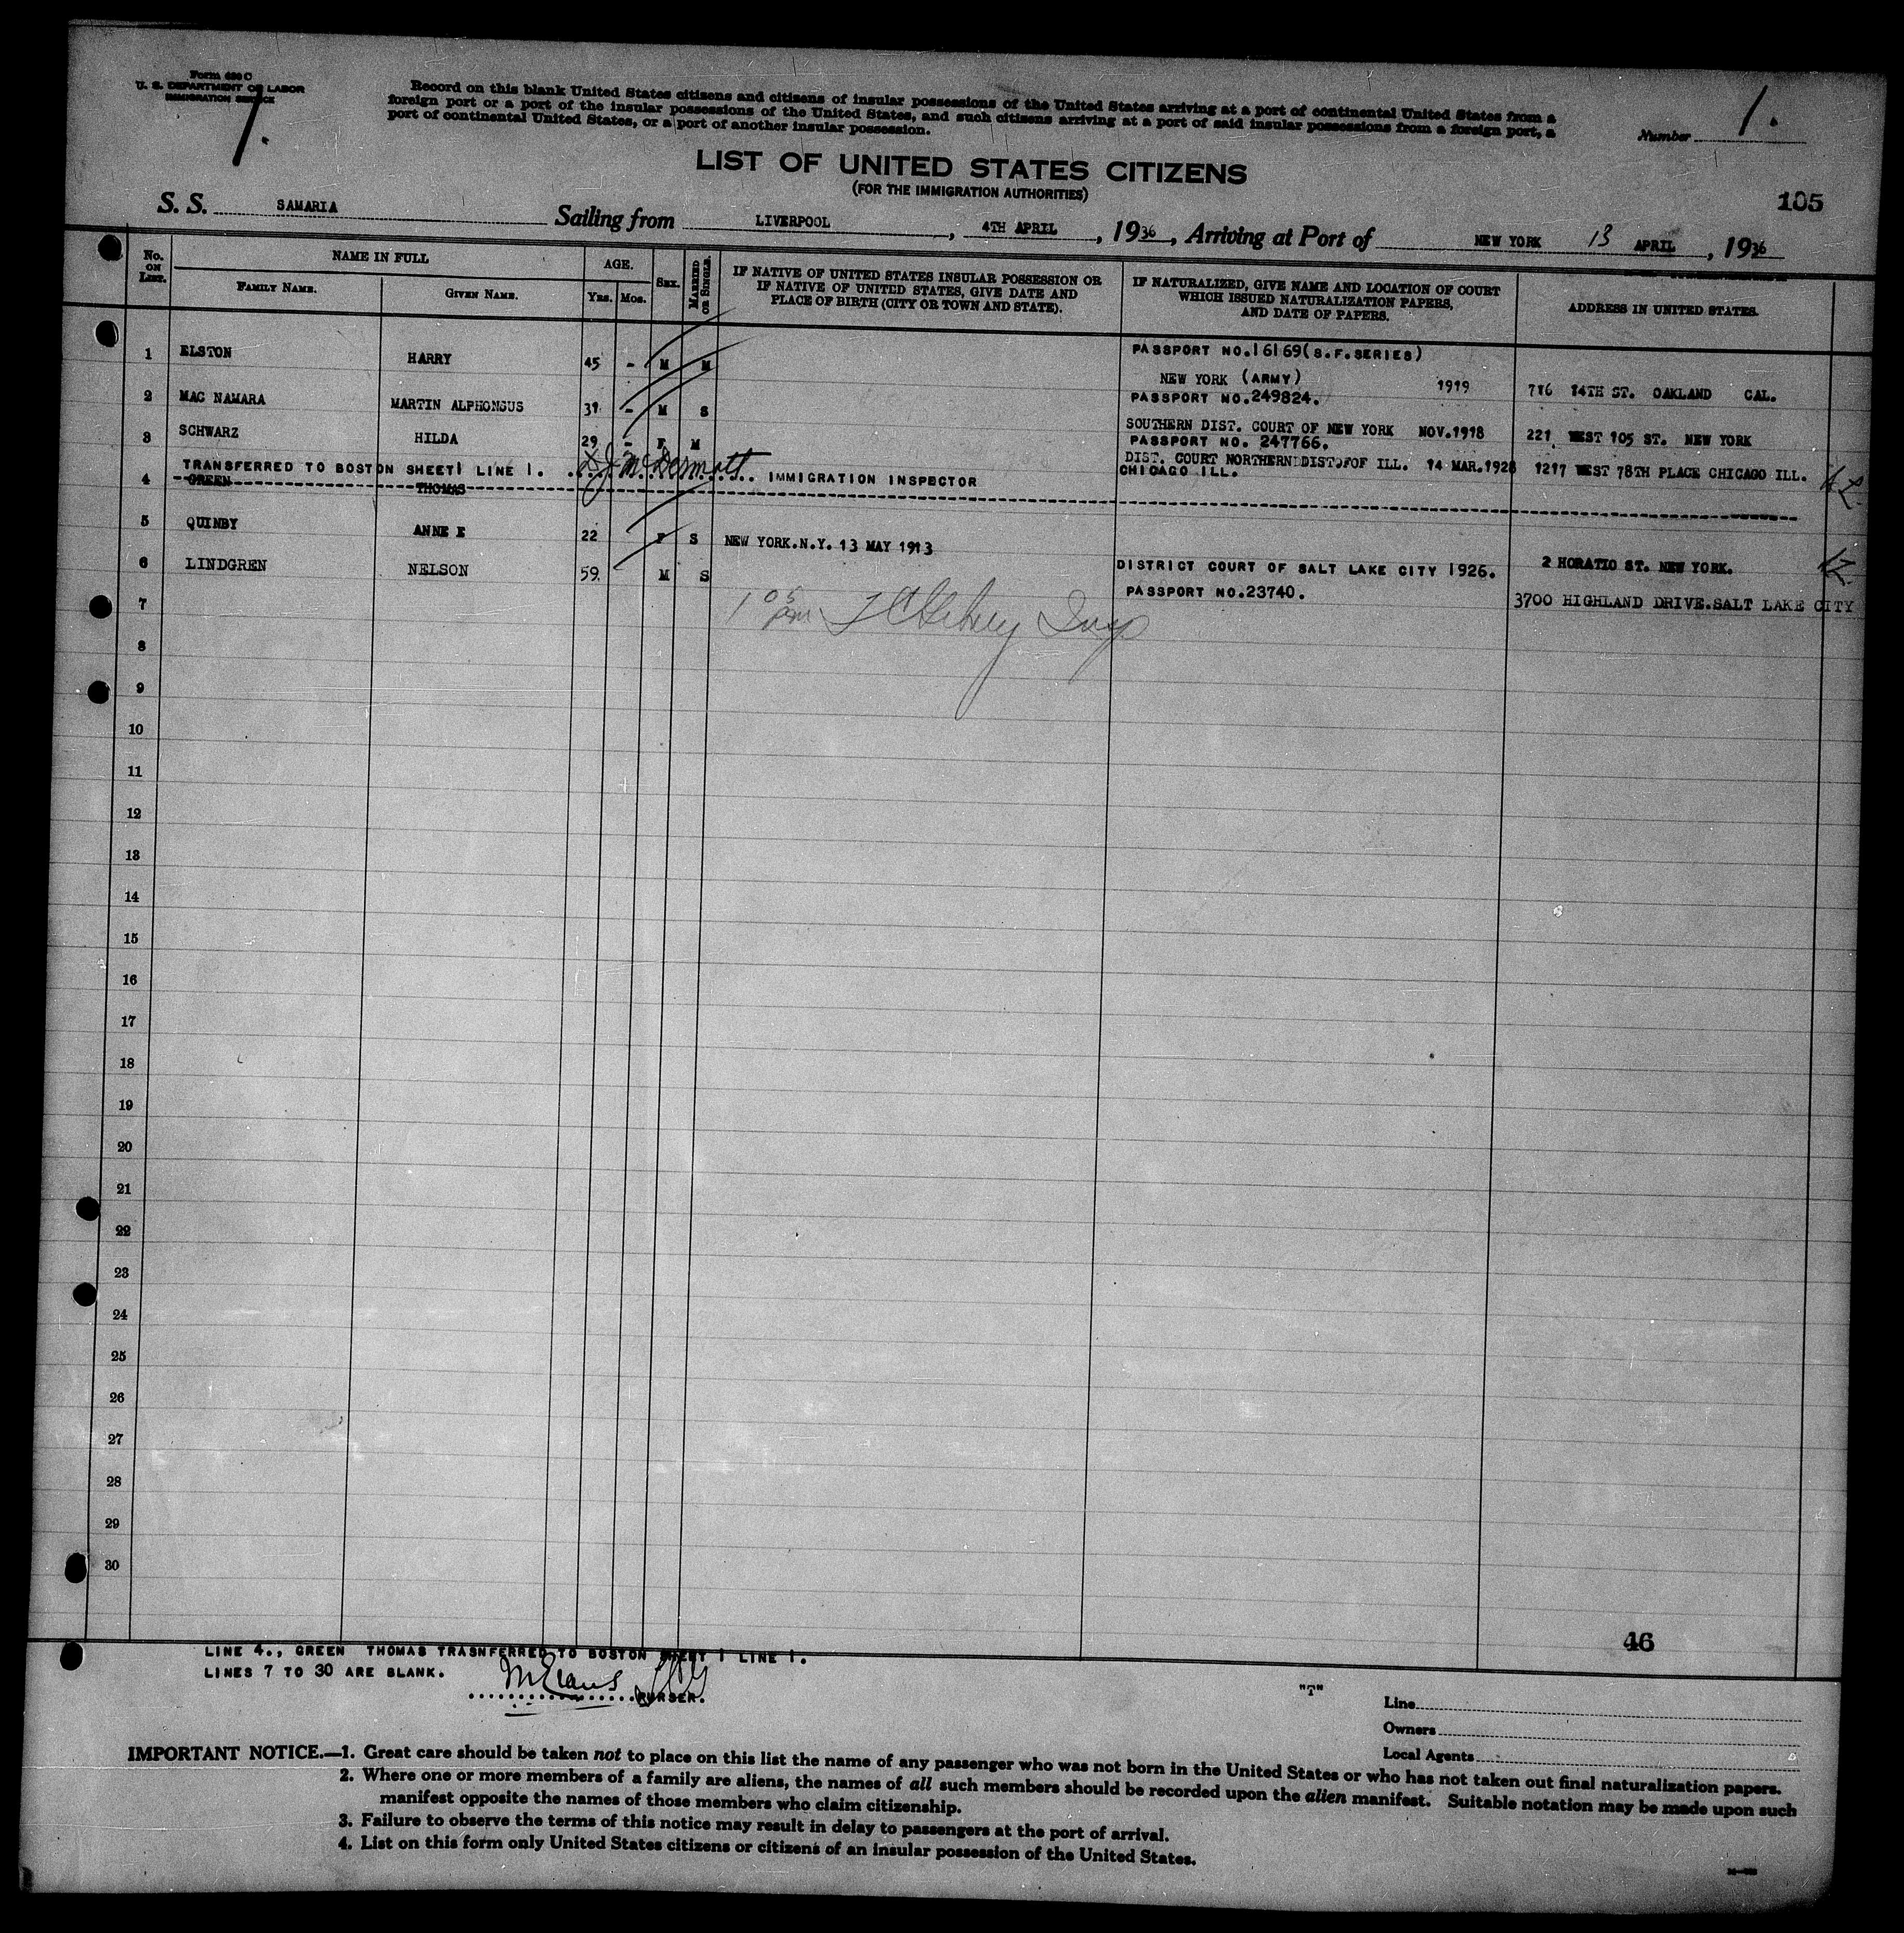 Form 630 C
U. S. DEPARTMENT OF LABOR
IMMIGRATION SERVICE
1.
Record on this blank United States citizens and citizens of insular possessions of the United States arriving at a port of continental United States from a
foreign port or a port of the insular possessions of the United States, and such citizens arriving at a port of said insular possessions from a foreign port, a
port of continental United States, or a port of another insular possession.
Number 1.
LIST OF UNITED STATES CITIZENS
(FOR THE IMMIGRATION AUTHORITIES)
105
S. S. SAMARIA Sailing from LIVERPOOL, 4TH APRIL, 1936, Arriving at Port of NEW YORK 13 APRIL, 1936
No. ON LIST. NAME IN FULL AGE. SEX. MARRIED OR SINGLE. IF NATIVE OF UNITED STATES INSULAR POSSESSION OR IF NATIVE OF UNITED STATES, GIVE DATE AND PLACE OF BIRTH (CITY OR TOWN AND STATE). IF NATURALIZED, GIVE NAME AND LOCATION OF COURT WHICH ISSUED NATURALIZATION PAPERS, AND DATE OF PAPERS. ADDRESS IN UNITED STATES.
FAMILY NAME. GIVEN NAME. Yrs. Mos.
1 ELSTON HARRY 45 - M M PASSPORT NO.16169(S.F.SERIES)
NEW YORK (ARMY) 1919 716 14TH ST. OAKLAND CAL.
2 MAC NAMARA MARTIN ALPHONSUS 39 - M S PASSPORT NO.249824.
SOUTHERN DIST. COURT OF NEW YORK NOV.1918 221 WEST 105 ST. NEW YORK
3 SCHWARZ HILDA 29 - F M PASSPORT NO. 247766.
DIST. COURT NORTHERN DIST.OF ILL. 14 MAR.1928 1217 WEST 78TH PLACE CHICAGO ILL.
TRANSFERRED TO BOSTON SHEET1 LINE 1. McDermott IMMIGRATION INSPECTOR CHICAGO ILL.
4 GREEN THOMAS
5 QUINBY ANNE E 22 F S NEW YORK.N.Y. 13 MAY 1913
2 HORATIO ST. NEW YORK.
6 LINDGREN NELSON 59. M S DISTRICT COURT OF SALT LAKE CITY 1926.
PASSPORT NO.23740. 3700 HIGHLAND DRIVE.SALT LAKE CITY
7 1 05 pm Insp
8
9
10
11
12
13
14
15
16
17
18
19
20
21
22
23
24
25
26
27
28
29
30
46
LINE 4., GREEN THOMAS TRASNFERRED TO BOSTON SHEET 1 LINE 1.
LINES 7 TO 30 ARE BLANK.
M Evans PURSER.
"T"
Line
Owners
Local Agents
IMPORTANT NOTICE.—1. Great care should be taken not to place on this list the name of any passenger who was not born in the United States or who has not taken out final naturalization papers.
2. Where one or more members of a family are aliens, the names of all such members should be recorded upon the alien manifest. Suitable notation may be made upon such
manifest opposite the names of those members who claim citizenship.
3. Failure to observe the terms of this notice may result in delay to passengers at the port of arrival.
4. List on this form only United States citizens or citizens of an insular possession of the United States.